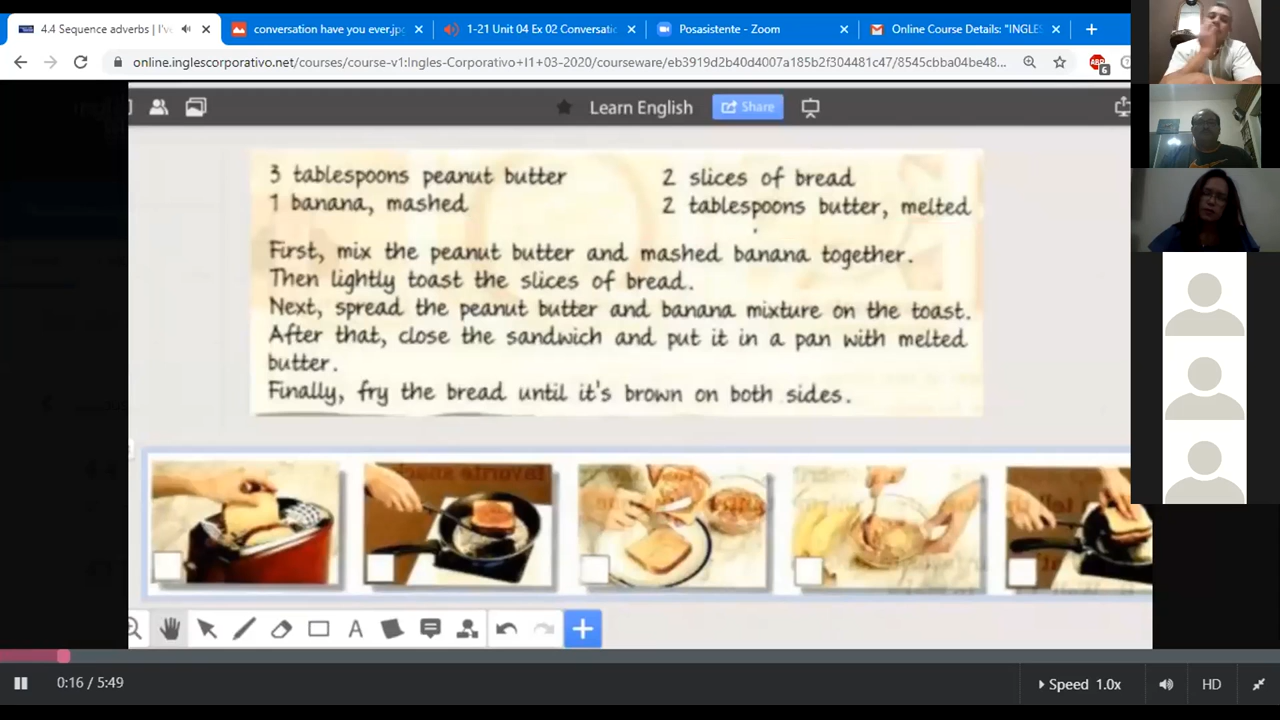 4.4 Sequence adverbs | I've
conversation have you ever.jpg
1-21 Unit 04 Ex 02 Conversati
Posasistente - Zoom
Online Course Details: "INGLES
online.inglescorporativo.net/courses/course-v1:Ingles-Corporativo+I1+03-2020/courseware/eb3919d2b40d4007a185b2f304481c47/8545cbba04be48...
ABP
6
Learn English
Share
3 tablespoons peanut butter
2 slices of bread
1 banana, mashed
2 tablespoons butter, melted
First, mix the peanut butter and mashed banana together.
Then lightly toast the slices of bread.
Next, spread the peanut butter and banana mixture on the toast.
After that, close the sandwich and put it in a pan with melted
butter.
Finally, fry the bread until it's brown on both sides.
A
0:16 / 5:49
Speed 1.0x
HD